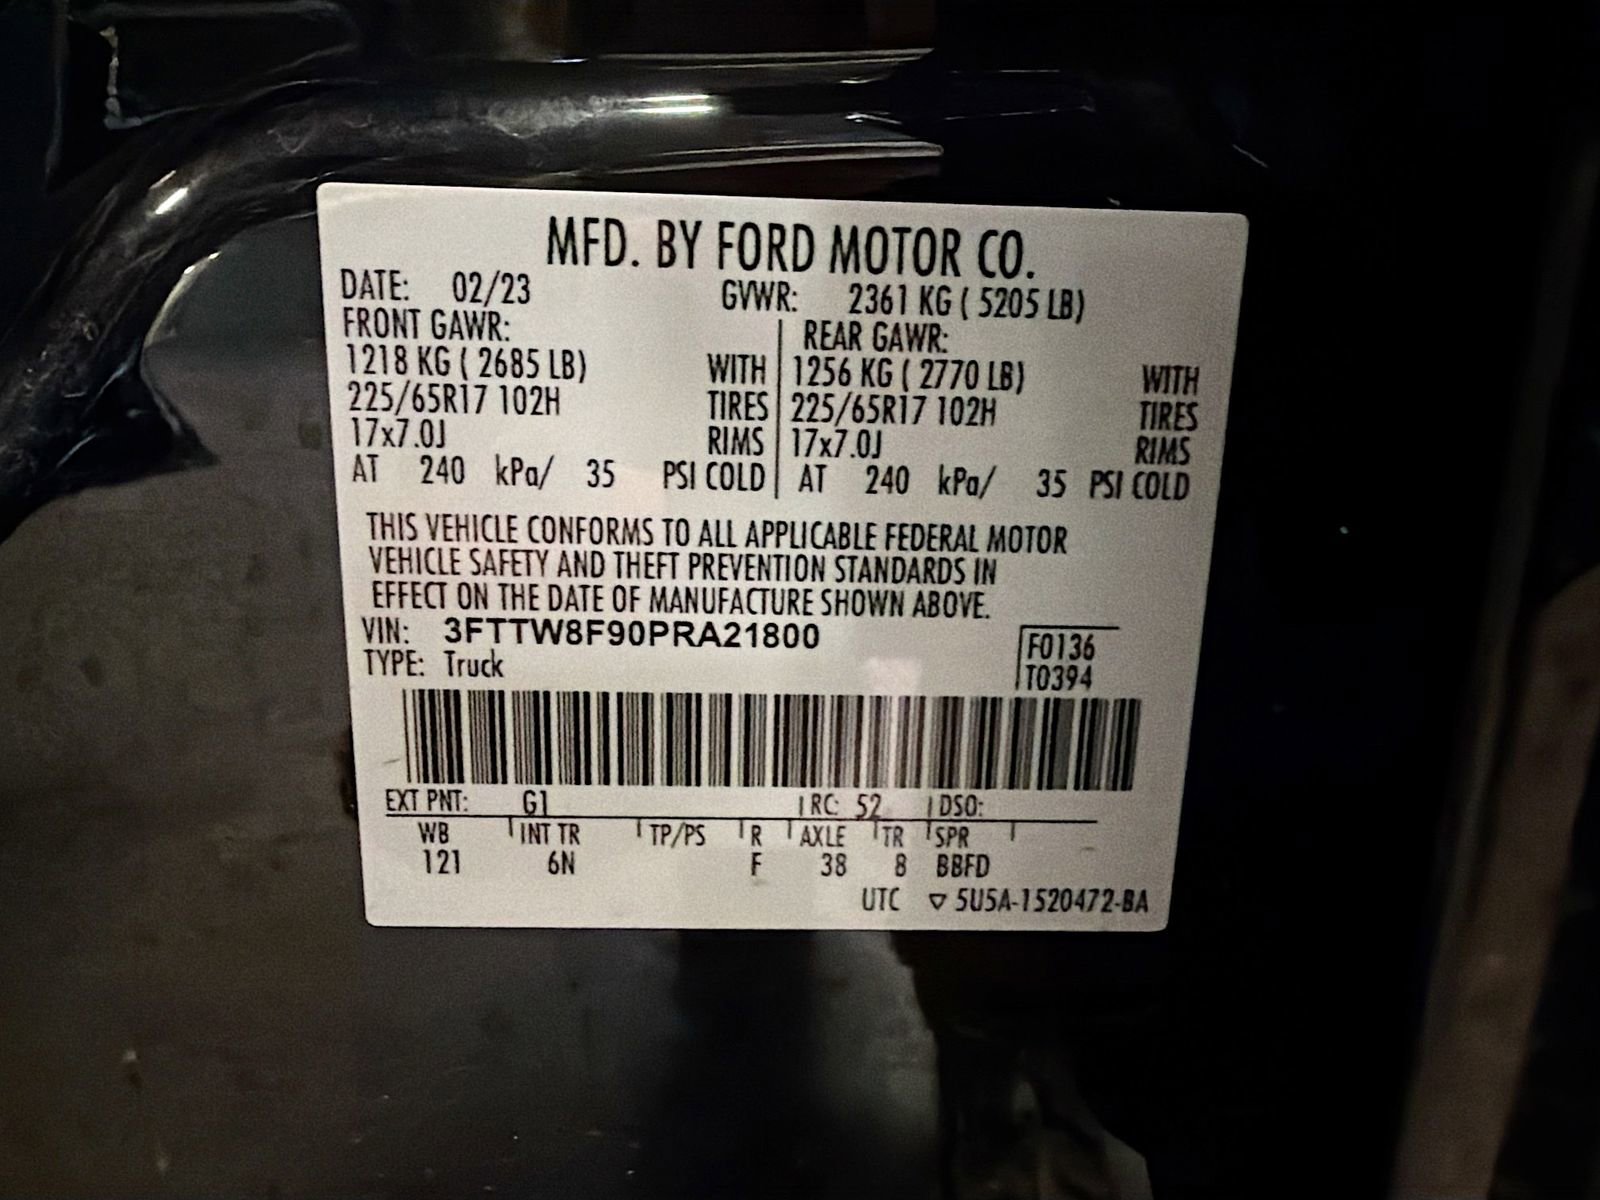 MFD. BY FORD MOTOR CO.
DATE: 02/23 GVWR: 2361 KG ( 5205 LB)
FRONT GAWR: REAR GAWR:
1218 KG ( 2685 LB) WITH 1256 KG ( 2770 LB) WITH
225/65R17 102H TIRES 225/65R17 102H TIRES
17x7.0J RIMS 17x7.0J RIMS
AT 240 kPa/ 35 PSI COLD AT 240 kPa/ 35 PSI COLD
THIS VEHICLE CONFORMS TO ALL APPLICABLE FEDERAL MOTOR
VEHICLE SAFETY AND THEFT PREVENTION STANDARDS IN
EFFECT ON THE DATE OF MANUFACTURE SHOWN ABOVE.
VIN: 3FTTW8F90PRA21800 F0136
TYPE: Truck T0394
EXT PNT: G1 RC: 52 DSO:
WB INT TR TP/PS R AXLE TR SPR
121 6N F 38 8 BBFD
UTC ▽ 5U5A-1520472-BA